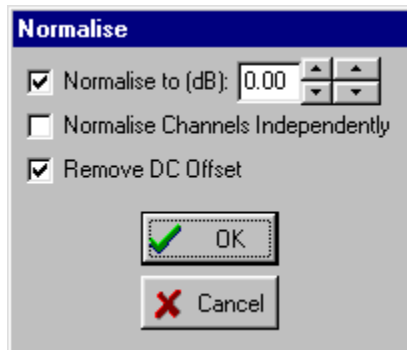 Normalise
Normalise to (dB): 0.00
Normalise Channels Independently
Remove DC Offset
OK
Cancel